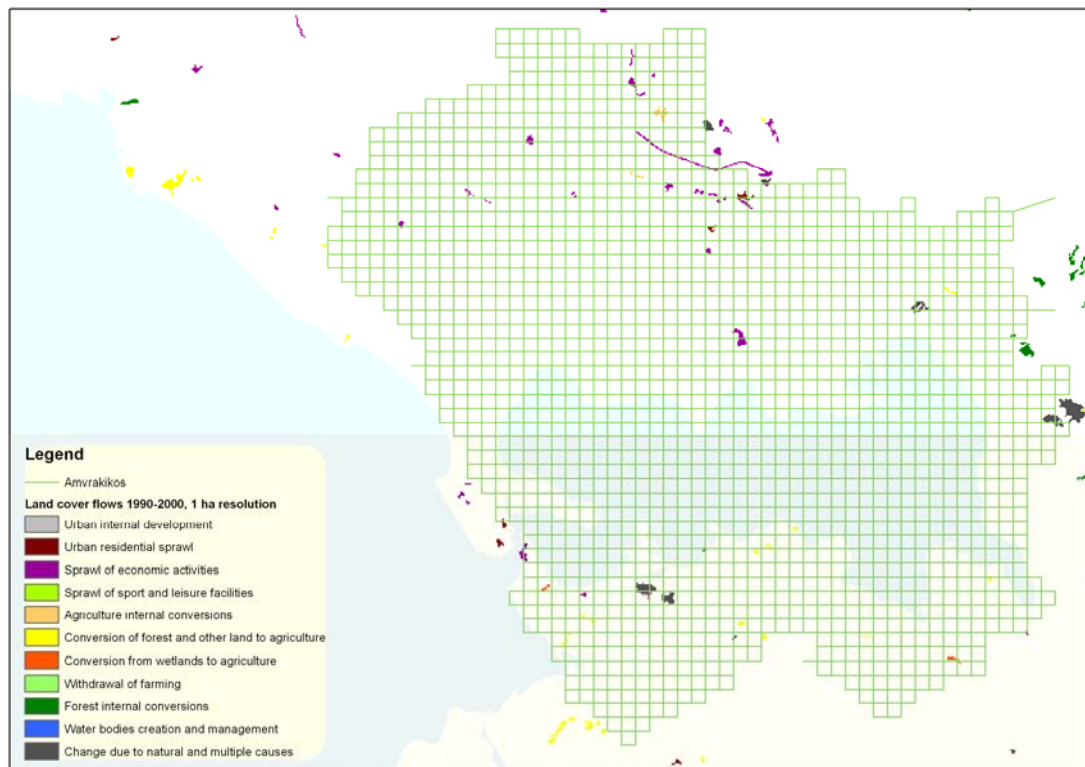 Legend
Amvrakikos
Land cover flows 1990-2000, 1 ha resolution
Urban internal development
Urban residential sprawl
Sprawl of economic activities
Sprawl of sport and leisure facilities
Agriculture internal conversions
Conversion of forest and other land to agriculture
Conversion from wetlands to agriculture
Withdrawal of farming
Forest internal conversions
Water bodies creation and management
Change due to natural and multiple causes